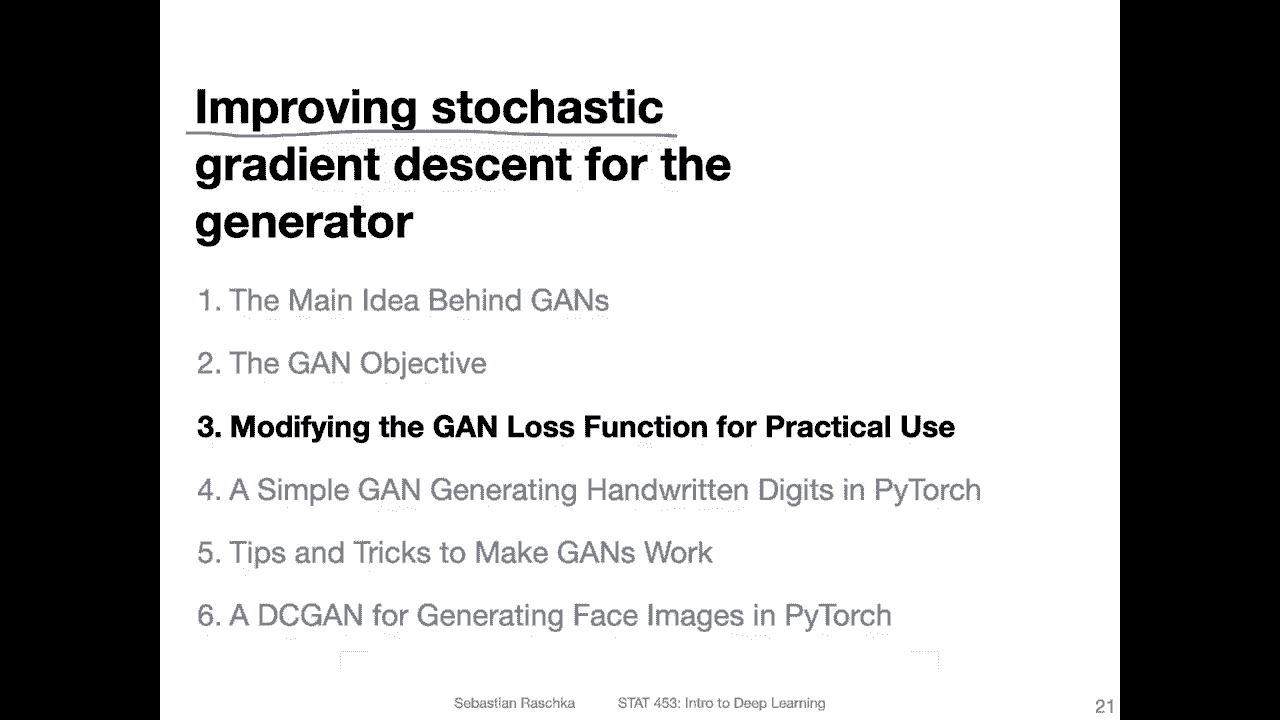 Improving stochastic
gradient descent for the
generator
1. The Main Idea Behind GANs
2. The GAN Objective
3. Modifying the GAN Loss Function for Practical Use
4. A Simple GAN Generating Handwritten Digits in PyTorch
5. Tips and Tricks to Make GANs Work
6. A DCGAN for Generating Face Images in PyTorch
Sebastian Raschka STAT 453: Intro to Deep Learning 21